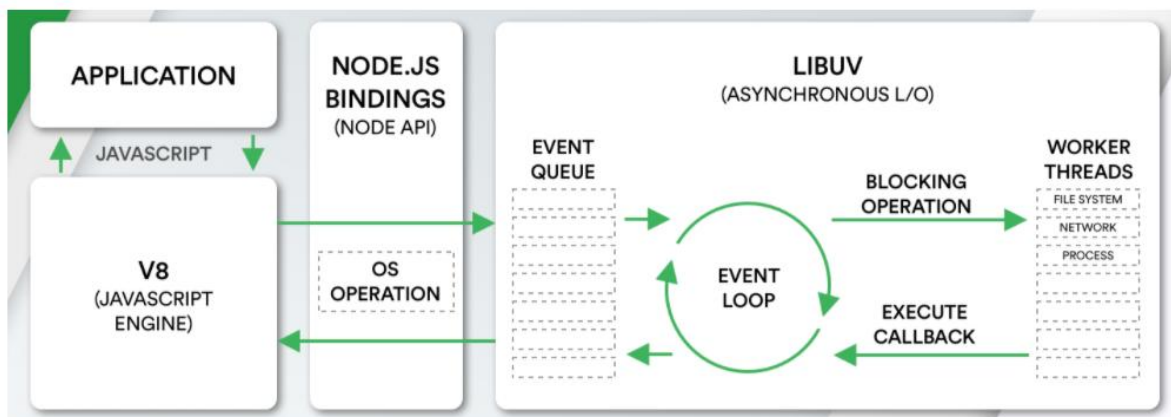 APPLICATION
JAVASCRIPT
V8
(JAVASCRIPT
ENGINE)
NODE.JS
BINDINGS
(NODE API)
OS
OPERATION
LIBUV
(ASYNCHRONOUS L/O)
EVENT
QUEUE
EVENT
LOOP
BLOCKING
OPERATION
EXECUTE
CALLBACK
WORKER
THREADS
FILE SYSTEM
NETWORK
PROCESS